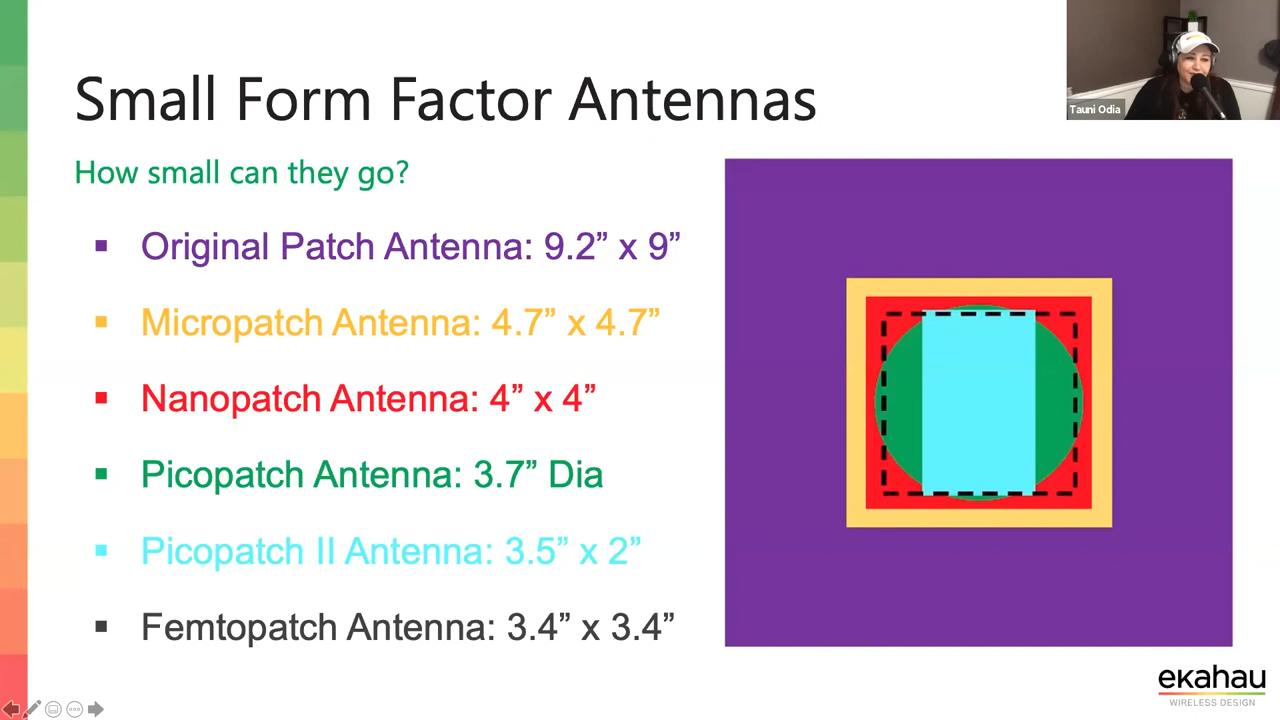 Small Form Factor Antennas
Tauni Odia
How small can they go?
▪ Original Patch Antenna: 9.2” x 9”
▪ Micropatch Antenna: 4.7” x 4.7”
▪ Nanopatch Antenna: 4” x 4”
▪ Picopatch Antenna: 3.7” Dia
▪ Picopatch II Antenna: 3.5” x 2”
▪ Femtopatch Antenna: 3.4” x 3.4”
ekahau
WIRELESS DESIGN